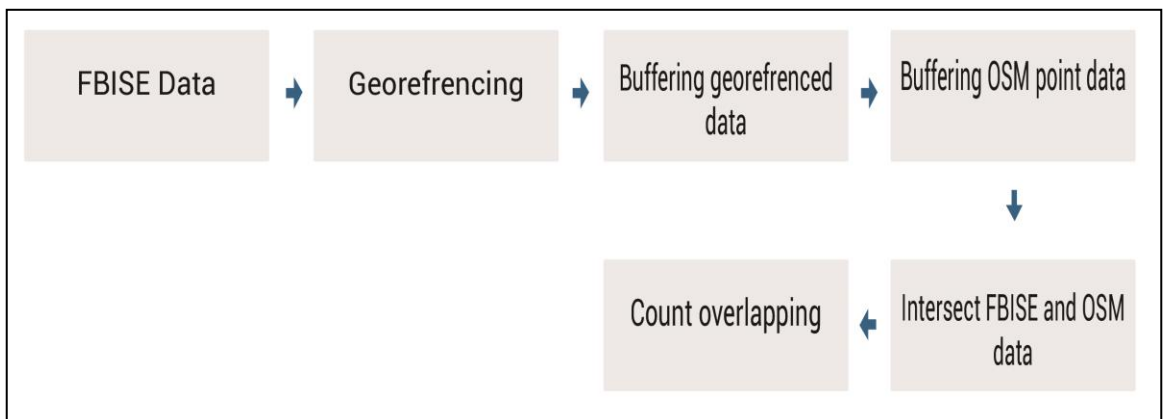 FBISE Data
Georefrencing
Buffering georefrenced
data
Buffering OSM point data
Intersect FBISE and OSM
data
Count overlapping